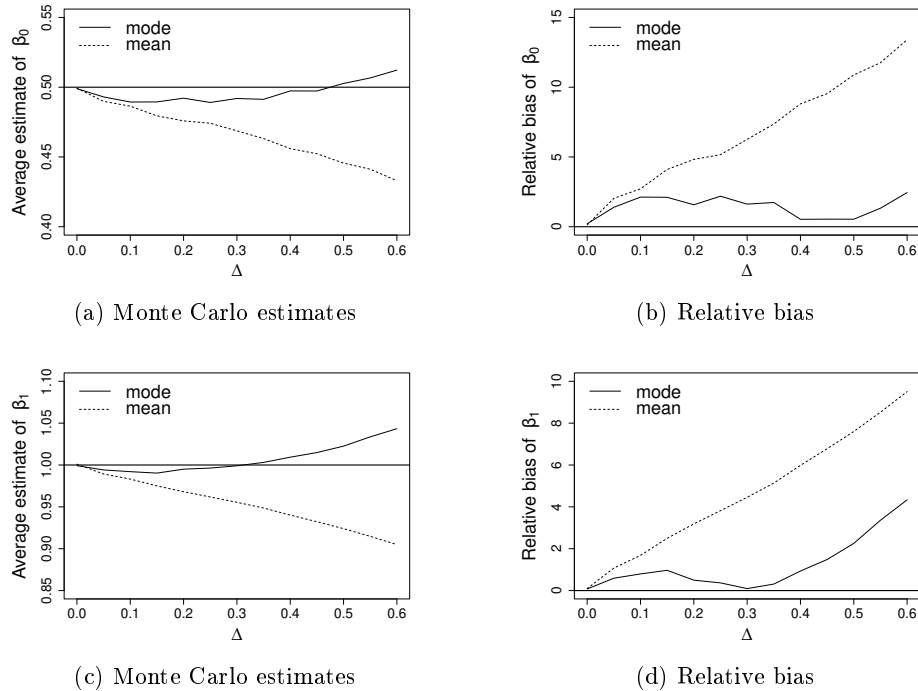 mode
mean
Average estimate of β0
0.40 0.45 0.50 0.55
0.0 0.1 0.2 0.3 0.4 0.5 0.6
Δ
(a) Monte Carlo estimates
mode
mean
Relative bias of β0
0 5 10 15
0.0 0.1 0.2 0.3 0.4 0.5 0.6
Δ
(b) Relative bias
mode
mean
Average estimate of β1
0.85 0.90 0.95 1.00 1.05 1.10
0.0 0.1 0.2 0.3 0.4 0.5 0.6
Δ
(c) Monte Carlo estimates
mode
mean
Relative bias of β1
0 2 4 6 8 10
0.0 0.1 0.2 0.3 0.4 0.5 0.6
Δ
(d) Relative bias